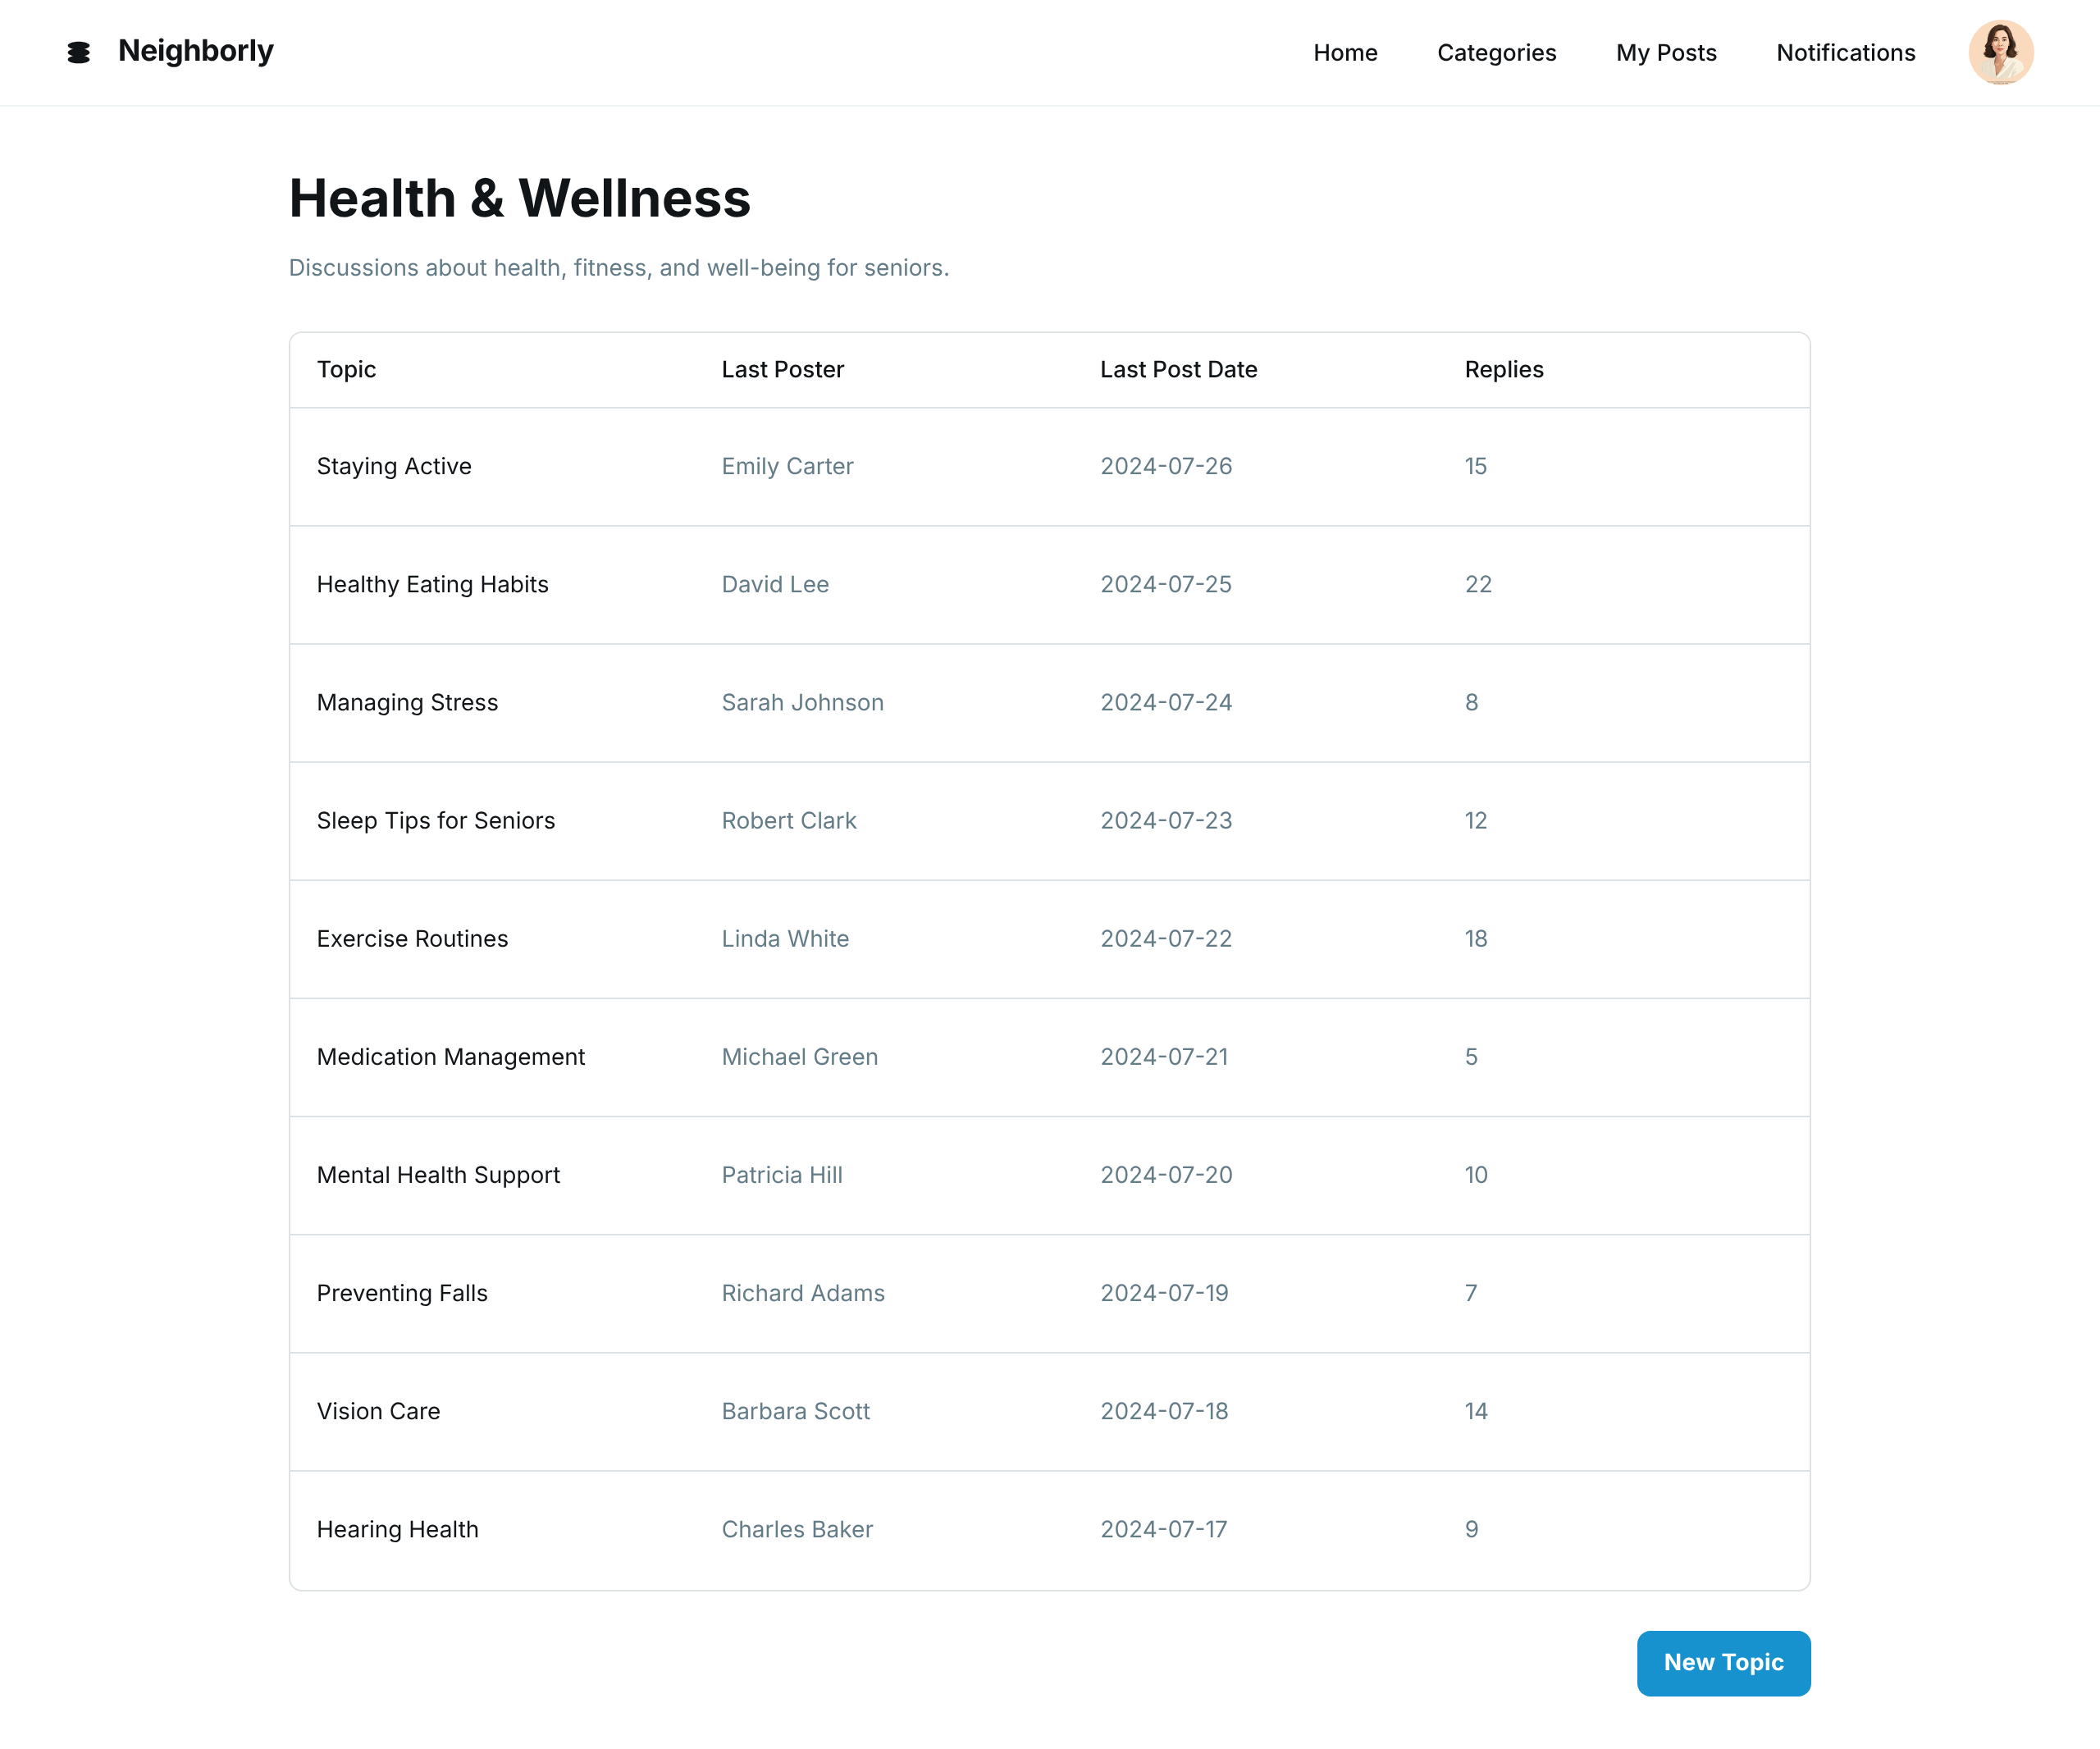 Neighborly
Home Categories My Posts Notifications
Health & Wellness
Discussions about health, fitness, and well-being for seniors.
Topic Last Poster Last Post Date Replies
Staying Active Emily Carter 2024-07-26 15
Healthy Eating Habits David Lee 2024-07-25 22
Managing Stress Sarah Johnson 2024-07-24 8
Sleep Tips for Seniors Robert Clark 2024-07-23 12
Exercise Routines Linda White 2024-07-22 18
Medication Management Michael Green 2024-07-21 5
Mental Health Support Patricia Hill 2024-07-20 10
Preventing Falls Richard Adams 2024-07-19 7
Vision Care Barbara Scott 2024-07-18 14
Hearing Health Charles Baker 2024-07-17 9
New Topic